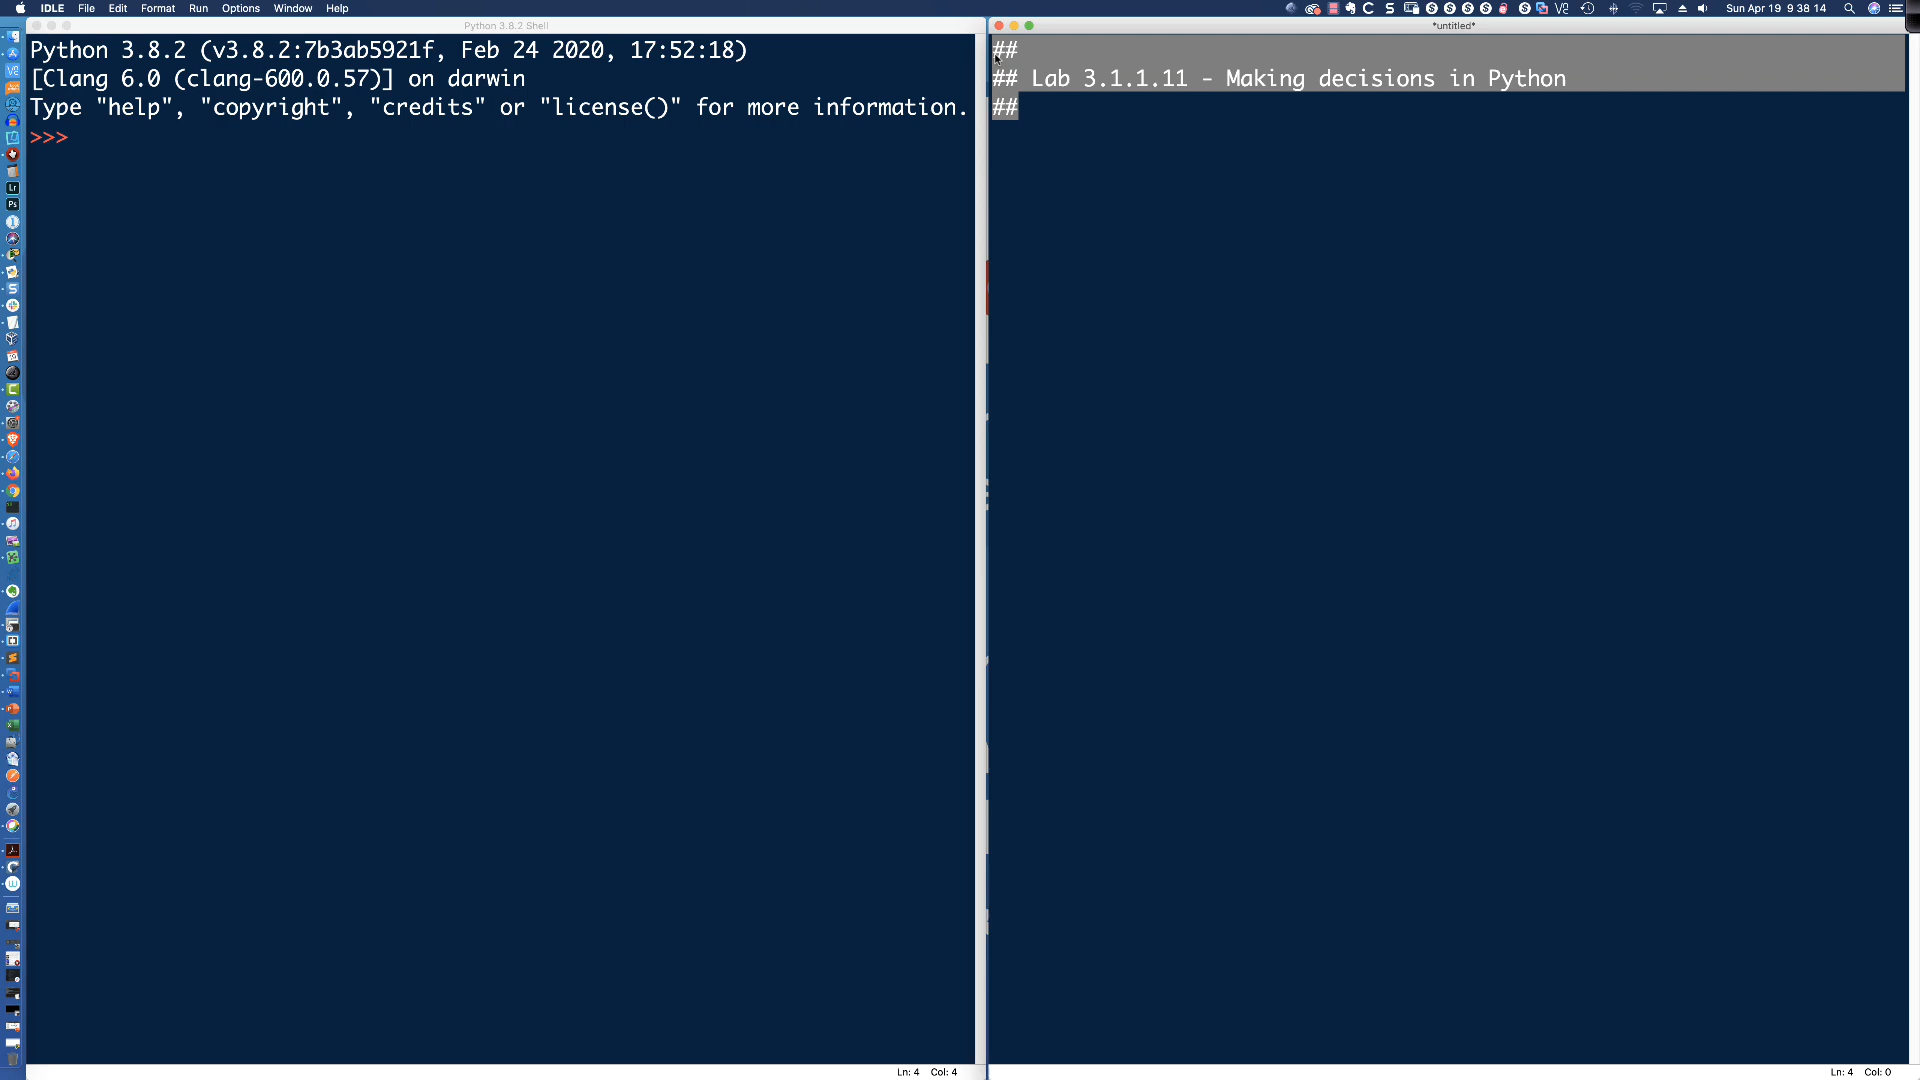 IDLE File Edit Format Run Options Window Help
Sun Apr 19 9 38 14
Python 3.8.2 Shell
*untitled*
Python 3.8.2 (v3.8.2:7b3ab5921f, Feb 24 2020, 17:52:18)
[Clang 6.0 (clang-600.0.57)] on darwin
Type "help", "copyright", "credits" or "license()" for more information.
>>>
##
## Lab 3.1.1.11 - Making decisions in Python
##
Ln: 4 Col: 4
Ln: 4 Col: 0
Lr
Ps